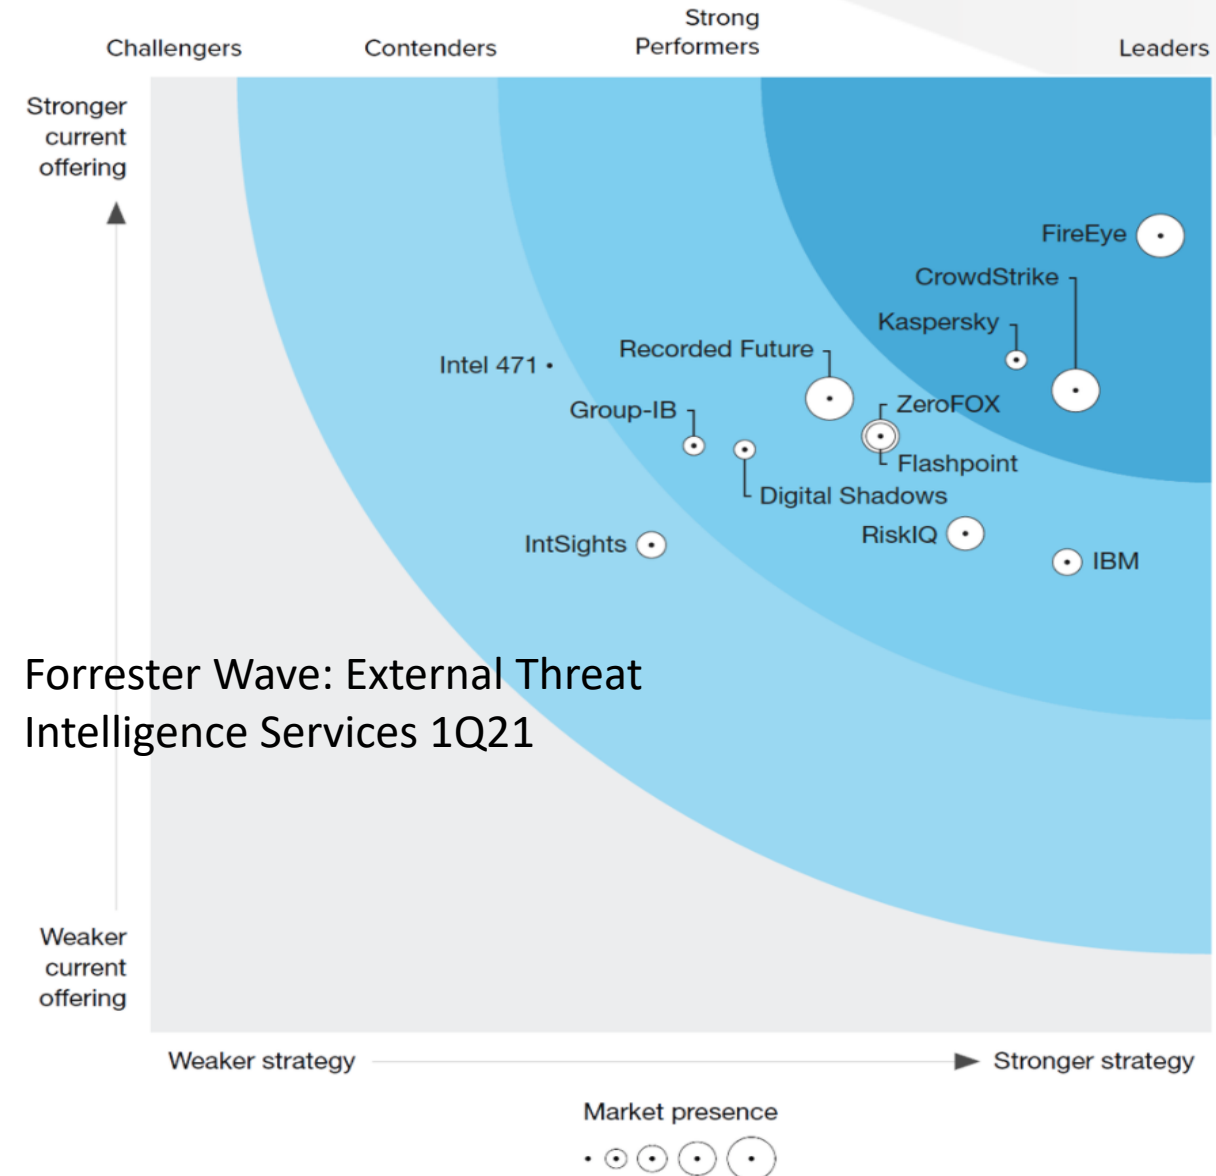 Challengers
Contenders
Strong
Performers
Leaders
Stronger
current
offering
FireEye
CrowdStrike
Kaspersky
Recorded Future
Intel 471
ZeroFOX
Group-IB
Flashpoint
Digital Shadows
RiskIQ
IntSights
IBM
Forrester Wave: External Threat
Intelligence Services 1Q21
Weaker
current
offering
Weaker strategy
Stronger strategy
Market presence